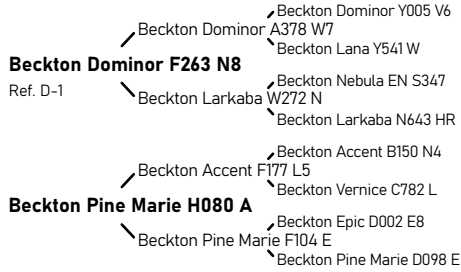 Beckton Dominor Y005 V6
Beckton Dominor A378 W7
Beckton Lana Y541 W
Beckton Dominor F263 N8
Ref. D-1
Beckton Nebula EN S347
Beckton Larkaba W272 N
Beckton Larkaba N643 HR
Beckton Accent B150 N4
Beckton Accent F177 L5
Beckton Vernice C782 L
Beckton Pine Marie H080 A
Beckton Epic D002 E8
Beckton Pine Marie F104 E
Beckton Pine Marie D098 E